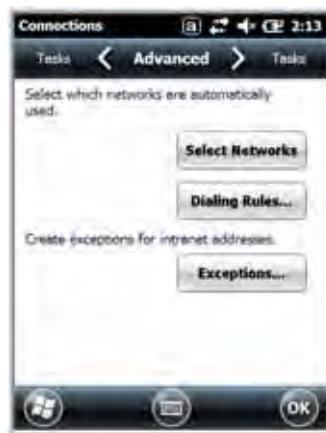 Connections 2:13
Tasks Advanced Tasks
Select which networks are automatically
used.
Select Networks
Dialing Rules...
Create exceptions for intranet addresses.
Exceptions...
OK